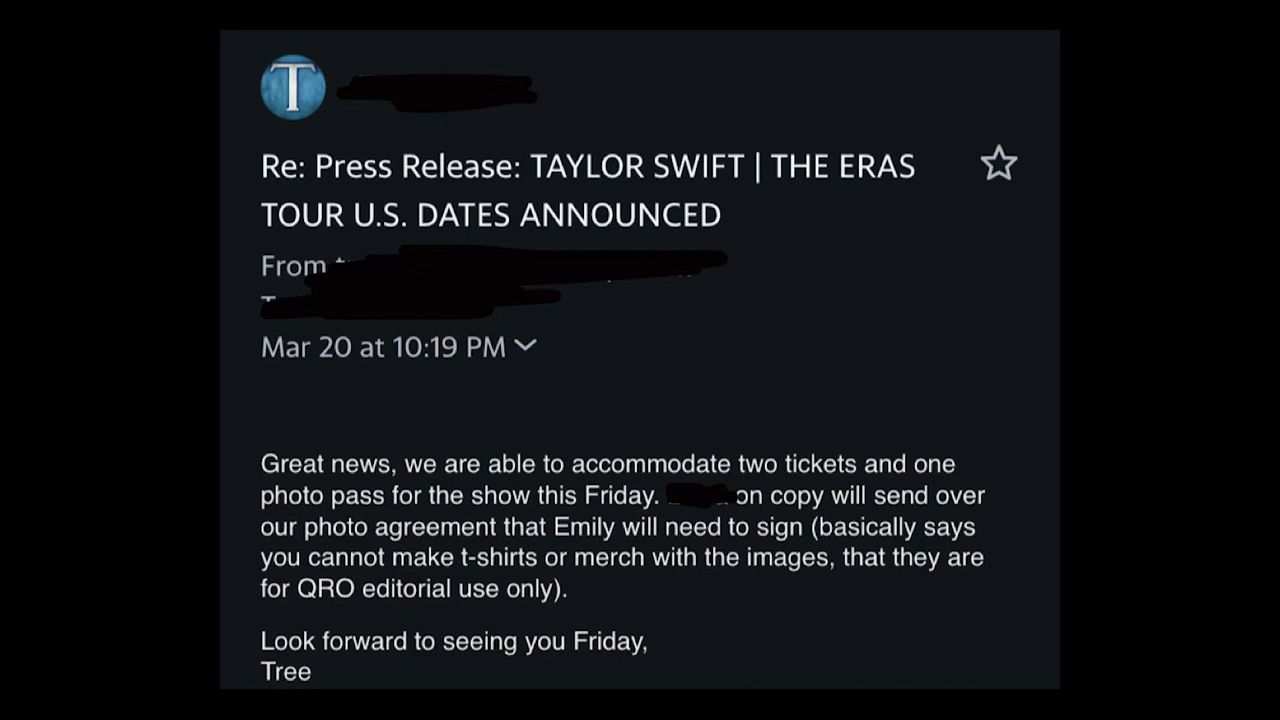 T
Re: Press Release: TAYLOR SWIFT | THE ERAS
TOUR U.S. DATES ANNOUNCED
From
Mar 20 at 10:19 PM
Great news, we are able to accommodate two tickets and one
photo pass for the show this Friday. on copy will send over
our photo agreement that Emily will need to sign (basically says
you cannot make t-shirts or merch with the images, that they are
for QRO editorial use only).
Look forward to seeing you Friday,
Tree